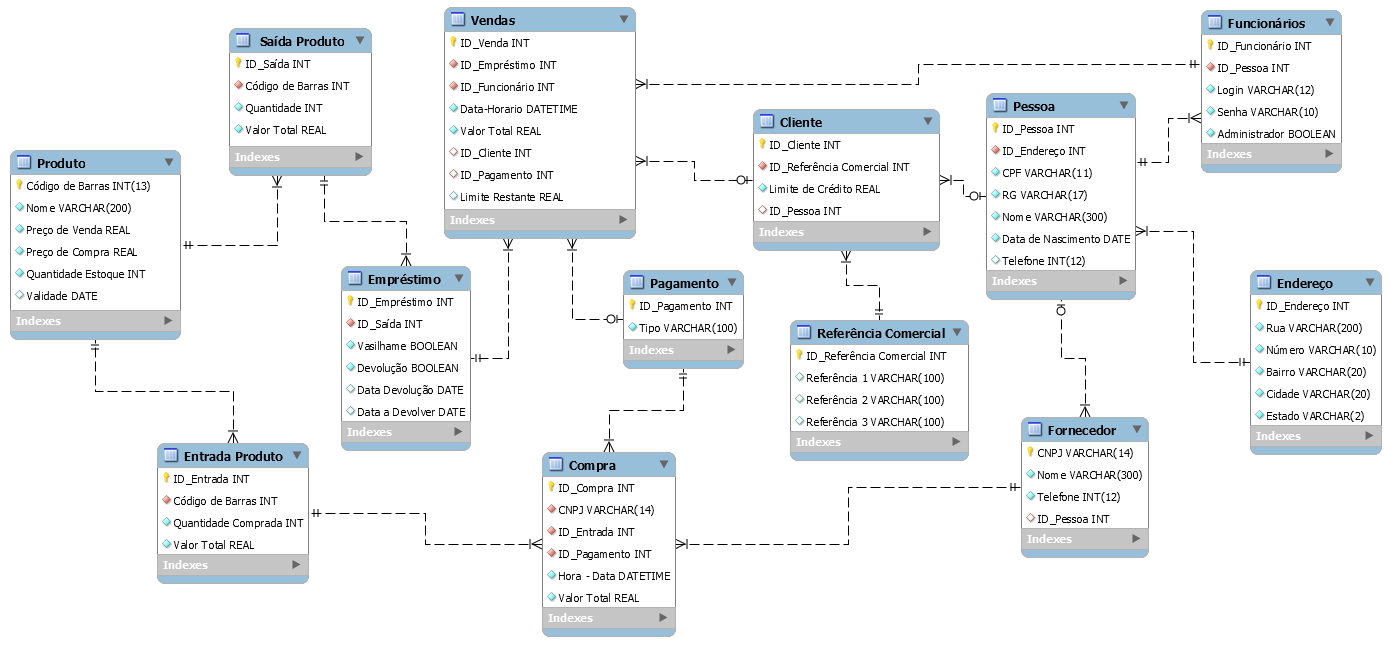 Produto
Código de Barras INT(13)
Nome VARCHAR(200)
Preço de Venda REAL
Preço de Compra REAL
Quantidade Estoque INT
Validade DATE
Indexes
Saída Produto
ID_Saída INT
Código de Barras INT
Quantidade INT
Valor Total REAL
Indexes
Vendas
ID_Venda INT
ID_Empréstimo INT
ID_Funcionário INT
Data-Horario DATETIME
Valor Total REAL
ID_Cliente INT
ID_Pagamento INT
Limite Restante REAL
Indexes
Funcionários
ID_Funcionário INT
ID_Pessoa INT
Login VARCHAR(12)
Senha VARCHAR(10)
Administrador BOOLEAN
Indexes
Cliente
ID_Cliente INT
ID_Referência Comercial INT
Limite de Crédito REAL
ID_Pessoa INT
Indexes
Pessoa
ID_Pessoa INT
ID_Endereço INT
CPF VARCHAR(11)
RG VARCHAR(17)
Nome VARCHAR(300)
Data de Nascimento DATE
Telefone INT(12)
Indexes
Empréstimo
ID_Empréstimo INT
ID_Saída INT
Vasilhame BOOLEAN
Devolução BOOLEAN
Data Devolução DATE
Data a Devolver DATE
Indexes
Pagamento
ID_Pagamento INT
Tipo VARCHAR(100)
Indexes
Referência Comercial
ID_Referência Comercial INT
Referência 1 VARCHAR(100)
Referência 2 VARCHAR(100)
Referência 3 VARCHAR(100)
Indexes
Endereço
ID_Endereço INT
Rua VARCHAR(200)
Número VARCHAR(10)
Bairro VARCHAR(20)
Cidade VARCHAR(20)
Estado VARCHAR(2)
Indexes
Entrada Produto
ID_Entrada INT
Código de Barras INT
Quantidade Comprada INT
Valor Total REAL
Indexes
Compra
ID_Compra INT
CNPJ VARCHAR(14)
ID_Entrada INT
ID_Pagamento INT
Hora - Data DATETIME
Valor Total REAL
Indexes
Fornecedor
CNPJ VARCHAR(14)
Nome VARCHAR(300)
Telefone INT(12)
ID_Pessoa INT
Indexes